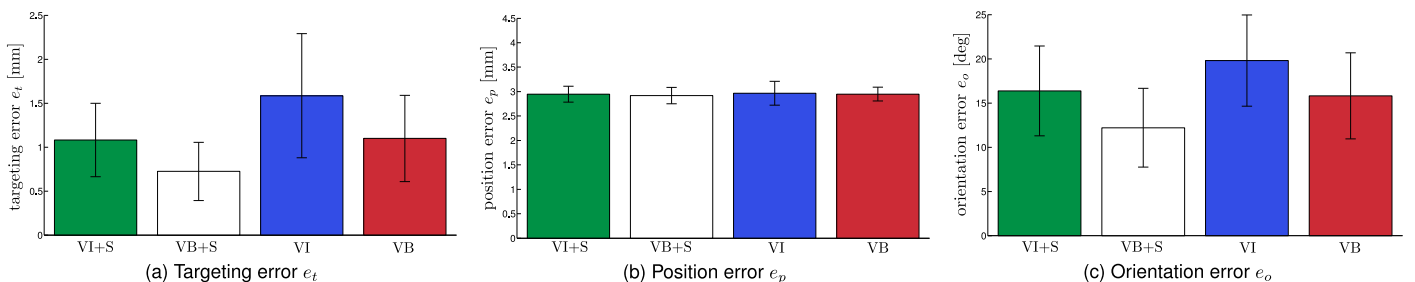 targeting error e_t [mm]
2.5
2
1.5
1
0.5
0
VI+S VB+S VI VB
(a) Targeting error e_t
position error e_p [mm]
4.5
4
3.5
3
2.5
2
1.5
1
0.5
0
VI+S VB+S VI VB
(b) Position error e_p
orientation error e_o [deg]
25
20
15
10
5
0
VI+S VB+S VI VB
(c) Orientation error e_o